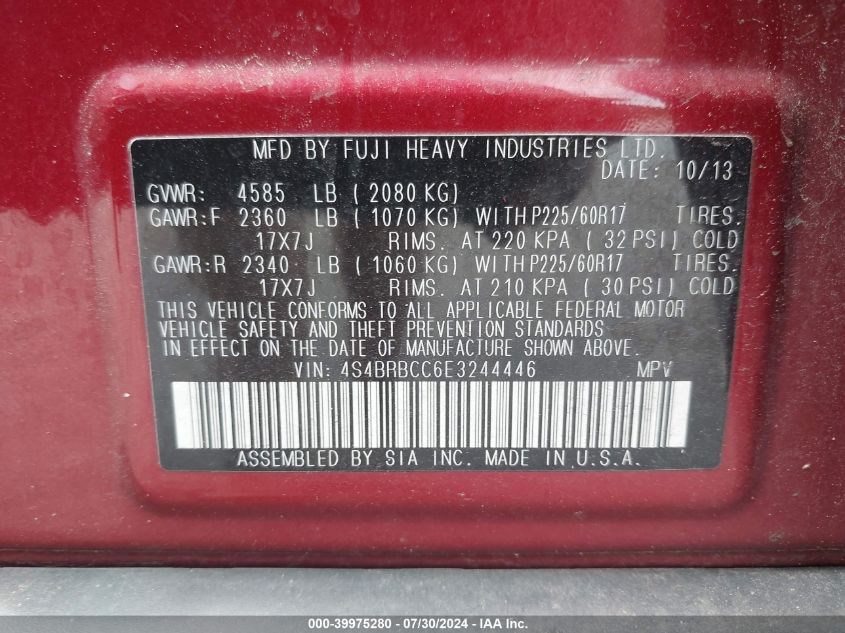 MFD BY FUJI HEAVY INDUSTRIES LTD.
DATE: 10/13
GVWR: 4585 LB ( 2080 KG)
GAWR:F 2360 LB ( 1070 KG) WITH P225/60R17 TIRES.
17X7J RIMS. AT 220 KPA ( 32 PSI) COLD
GAWR:R 2340 LB ( 1060 KG) WITH P225/60R17 TIRES.
17X7J RIMS. AT 210 KPA ( 30 PSI) COLD
THIS VEHICLE CONFORMS TO ALL APPLICABLE FEDERAL MOTOR
VEHICLE SAFETY AND THEFT PREVENTION STANDARDS
IN EFFECT ON THE DATE OF MANUFACTURE SHOWN ABOVE.
VIN: 4S4BRBCC6E3244446 MPV
ASSEMBLED BY SIA INC. MADE IN U.S.A.
000-39975280 - 07/30/2024 - IAA Inc.